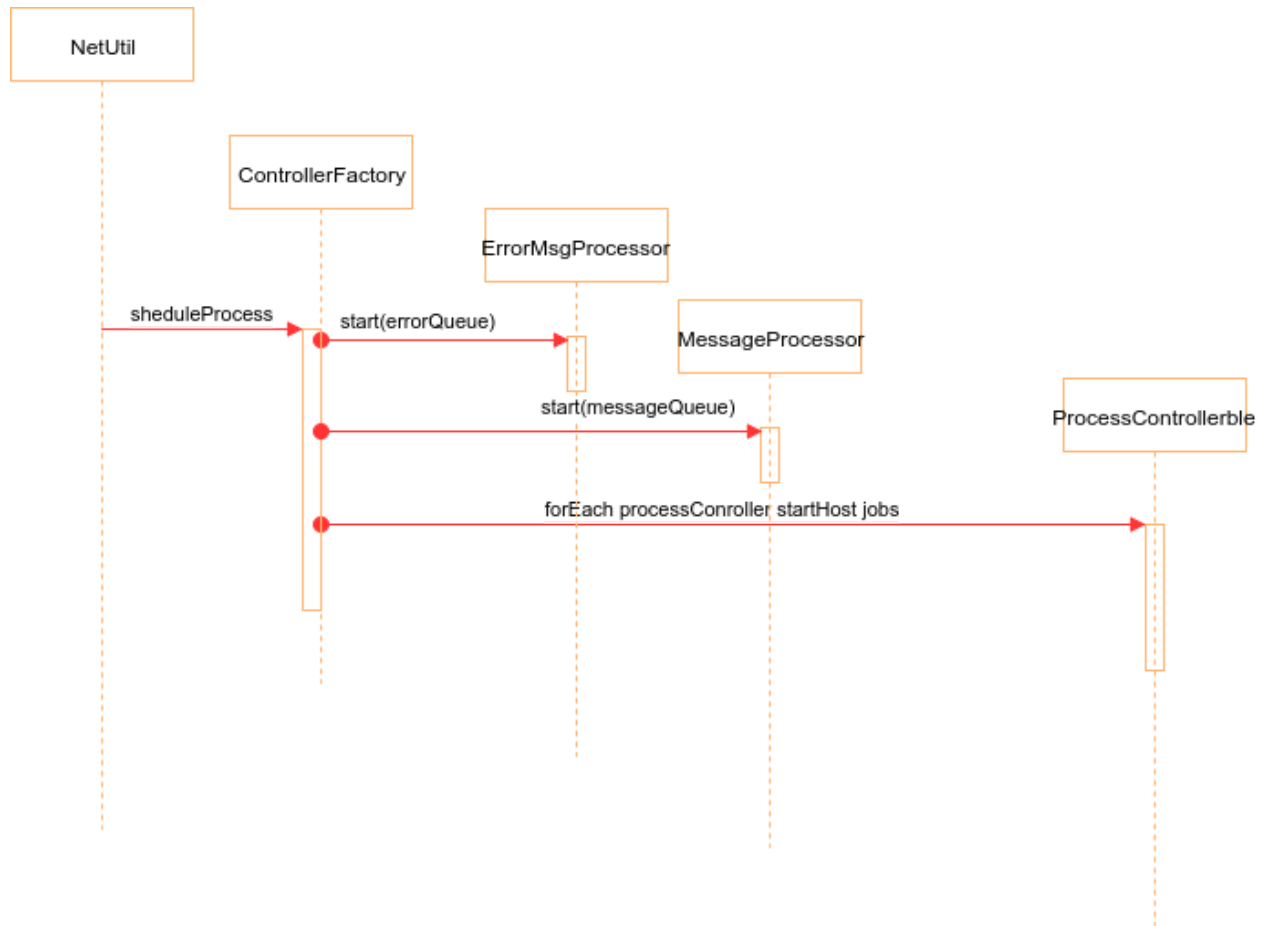 NetUtil
ControllerFactory
ErrorMsgProcessor
sheduleProcess
start(errorQueue)
MessageProcessor
start(messageQueue)
ProcessControllerble
forEach processConroller startHost jobs